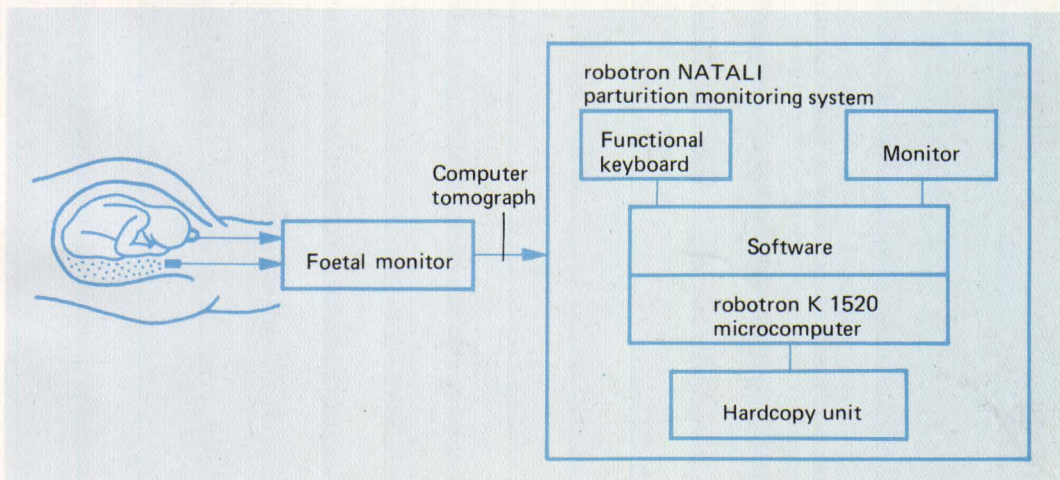 robotron NATALI
parturition monitoring system
Functional
keyboard
Monitor
Computer
tomograph
Foetal monitor
Software
robotron K 1520
microcomputer
Hardcopy unit